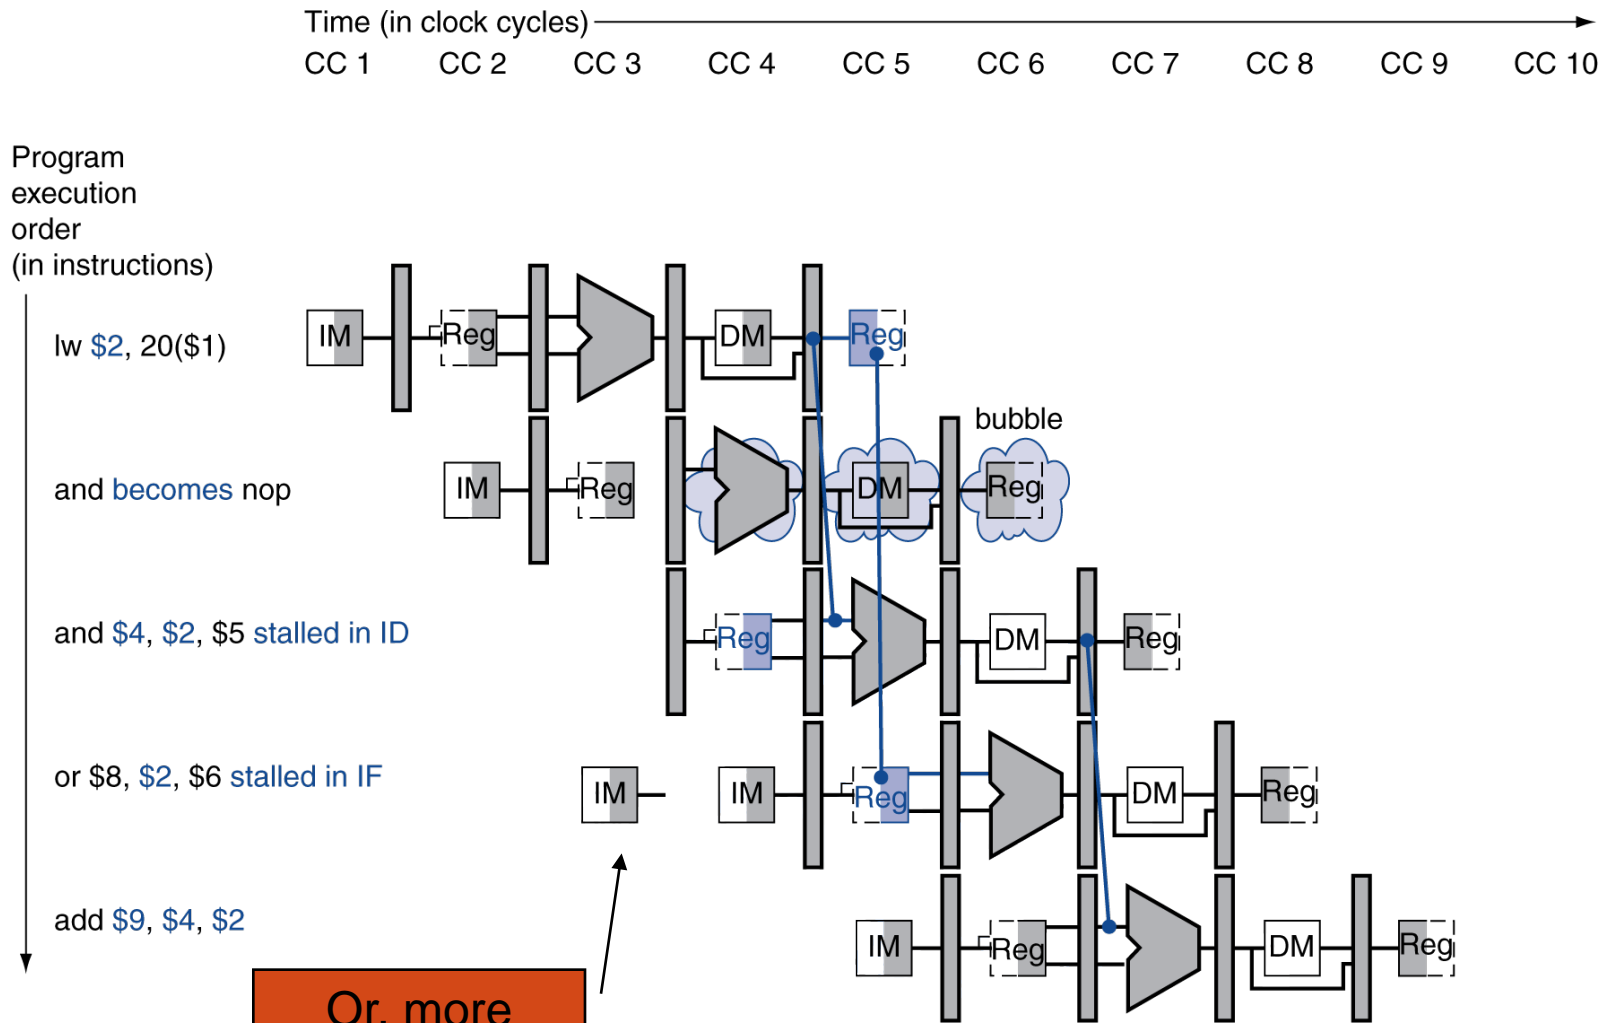 Time (in clock cycles)
CC 1 CC 2 CC 3 CC 4 CC 5 CC 6 CC 7 CC 8 CC 9 CC 10
Program
execution
order
(in instructions)
lw $2, 20($1)
IM Reg DM Reg
bubble
and becomes nop
IM Reg DM Reg
and $4, $2, $5 stalled in ID
Reg DM Reg
or $8, $2, $6 stalled in IF
IM IM Reg DM Reg
add $9, $4, $2
IM Reg DM Reg
Or, more